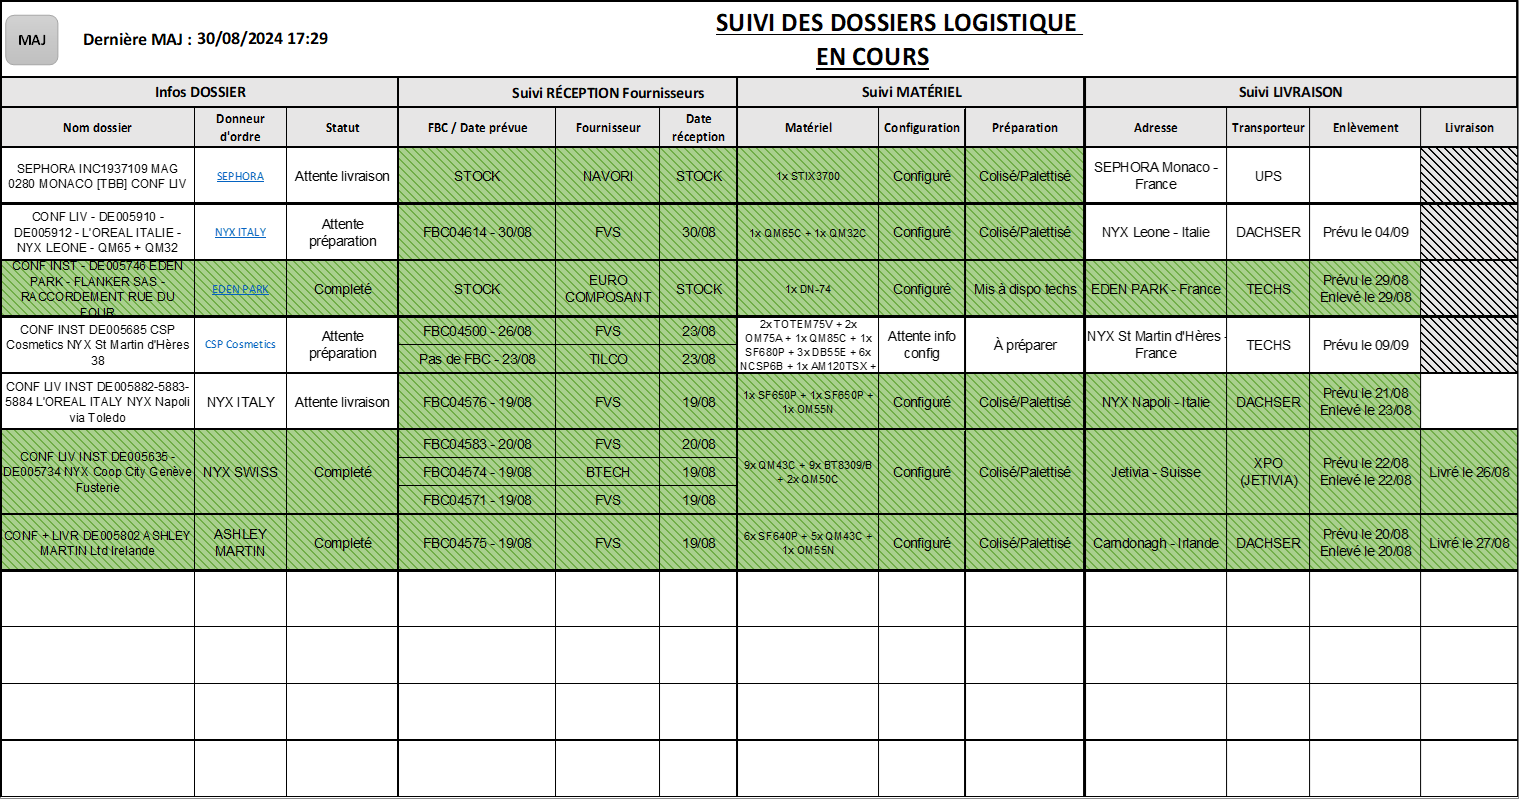 MAJ
Dernière MAJ : 30/08/2024 17:29
SUIVI DES DOSSIERS LOGISTIQUE
EN COURS
Infos DOSSIER
Suivi RÉCEPTION Fournisseurs
Suivi MATÉRIEL
Suivi LIVRAISON
Nom dossier
Donneur
d'ordre
Statut
FBC / Date prévue
Fournisseur
Date
réception
Matériel
Configuration
Préparation
Adresse
Transporteur
Enlèvement
Livraison
SEPHORA INC1937109 MAG
0280 MONACO [TBB] CONF LIV
SEPHORA
Attente livraison
STOCK
NAVORI
STOCK
1x STIX3700
Configuré
Colisé/Palettisé
SEPHORA Monaco -
France
UPS
CONF LIV - DE005910 -
DE005912 - L'OREAL ITALIE -
NYX LEONE - QM65 + QM32
NYX ITALY
Attente
préparation
FBC04614 - 30/08
FVS
30/08
1x QM65C + 1x QM32C
Configuré
Colisé/Palettisé
NYX Leone - Italie
DACHSER
Prévu le 04/09
CONF INST - DE005746 EDEN
PARK - FLANKER SAS -
RACCORDEMENT RUE DU
FOUR
EDEN PARK
Completé
STOCK
EURO
COMPOSANT
STOCK
1x DN-74
Configuré
Mis à dispo techs
EDEN PARK - France
TECHS
Prévu le 29/08
Enlevé le 29/08
CONF INST DE005685 CSP
Cosmetics NYX St Martin d'Hères
38
CSP Cosmetics
Attente
préparation
FBC04500 - 26/08
FVS
23/08
Pas de FBC - 23/08
TILCO
23/08
2x TOTEM75V + 2x
OM75A + 1x QM85C + 1x
SF680P + 3x DB55E + 6x
NCSP6B + 1x AM120TSX +
Attente info
config
À préparer
NYX St Martin d'Hères -
France
TECHS
Prévu le 09/09
CONF LIV INST DE005882-5883-
5884 L'OREAL ITALY NYX Napoli
via Toledo
NYX ITALY
Attente livraison
FBC04576 - 19/08
FVS
19/08
1x SF650P + 1x SF650P +
1x OM55N
Configuré
Colisé/Palettisé
NYX Napoli - Italie
DACHSER
Prévu le 21/08
Enlevé le 23/08
CONF LIV INST DE005635 -
DE005734 NYX Coop City Genève
Fusterie
NYX SWISS
Completé
FBC04583 - 20/08
FVS
20/08
FBC04574 - 19/08
BTECH
19/08
FBC04571 - 19/08
FVS
19/08
9x QM43C + 9x BT8309/B
+ 2x QM50C
Configuré
Colisé/Palettisé
Jetivia - Suisse
XPO
(JETIVIA)
Prévu le 22/08
Enlevé le 22/08
Livré le 26/08
CONF + LIVR DE005802 ASHLEY
MARTIN Ltd Irelande
ASHLEY
MARTIN
Completé
FBC04575 - 19/08
FVS
19/08
6x SF640P + 5x QM43C +
1x OM55N
Configuré
Colisé/Palettisé
Carndonagh - Irlande
DACHSER
Prévu le 20/08
Enlevé le 20/08
Livré le 27/08